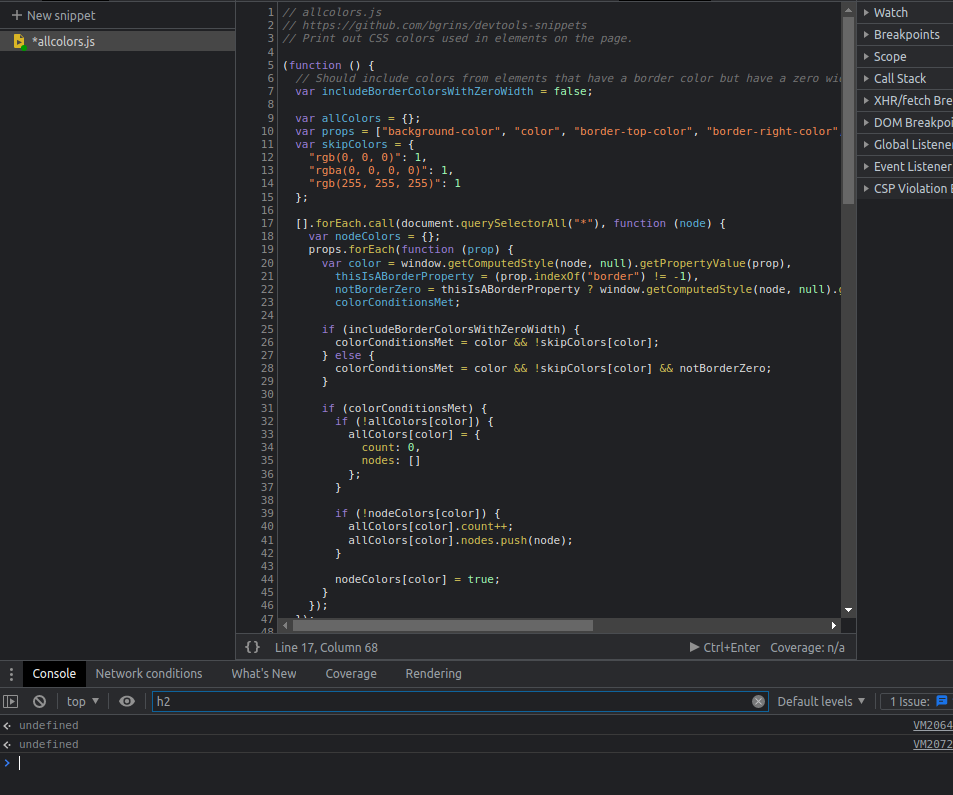 New snippet
*allcolors.js
1 // allcolors.js
2 // https://github.com/bgrins/devtools-snippets
3 // Print out CSS colors used in elements on the page.
4
5 (function () {
6 // Should include colors from elements that have a border color but have a zero wid
7 var includeBorderColorsWithZeroWidth = false;
8
9 var allColors = {};
10 var props = ["background-color", "color", "border-top-color", "border-right-color",
11 var skipColors = {
12 "rgb(0, 0, 0)": 1,
13 "rgba(0, 0, 0, 0)": 1,
14 "rgb(255, 255, 255)": 1
15 };
16
17 [].forEach.call(document.querySelectorAll("*"), function (node) {
18 var nodeColors = {};
19 props.forEach(function (prop) {
20 var color = window.getComputedStyle(node, null).getPropertyValue(prop),
21 thisIsABorderProperty = (prop.indexOf("border") != -1),
22 notBorderZero = thisIsABorderProperty ? window.getComputedStyle(node, null).g
23 colorConditionsMet;
24
25 if (includeBorderColorsWithZeroWidth) {
26 colorConditionsMet = color && !skipColors[color];
27 } else {
28 colorConditionsMet = color && !skipColors[color] && notBorderZero;
29 }
30
31 if (colorConditionsMet) {
32 if (!allColors[color]) {
33 allColors[color] = {
34 count: 0,
35 nodes: []
36 };
37 }
38
39 if (!nodeColors[color]) {
40 allColors[color].count++;
41 allColors[color].nodes.push(node);
42 }
43
44 nodeColors[color] = true;
45 }
46 });
47 });
48
{} Line 17, Column 68 Ctrl+Enter Coverage: n/a
Watch
Breakpoints
Scope
Call Stack
XHR/fetch Bre
DOM Breakpoi
Global Listene
Event Listener
CSP Violation B
Console Network conditions What's New Coverage Rendering
top h2 Default levels 1 Issue:
undefined VM2064
undefined VM2072